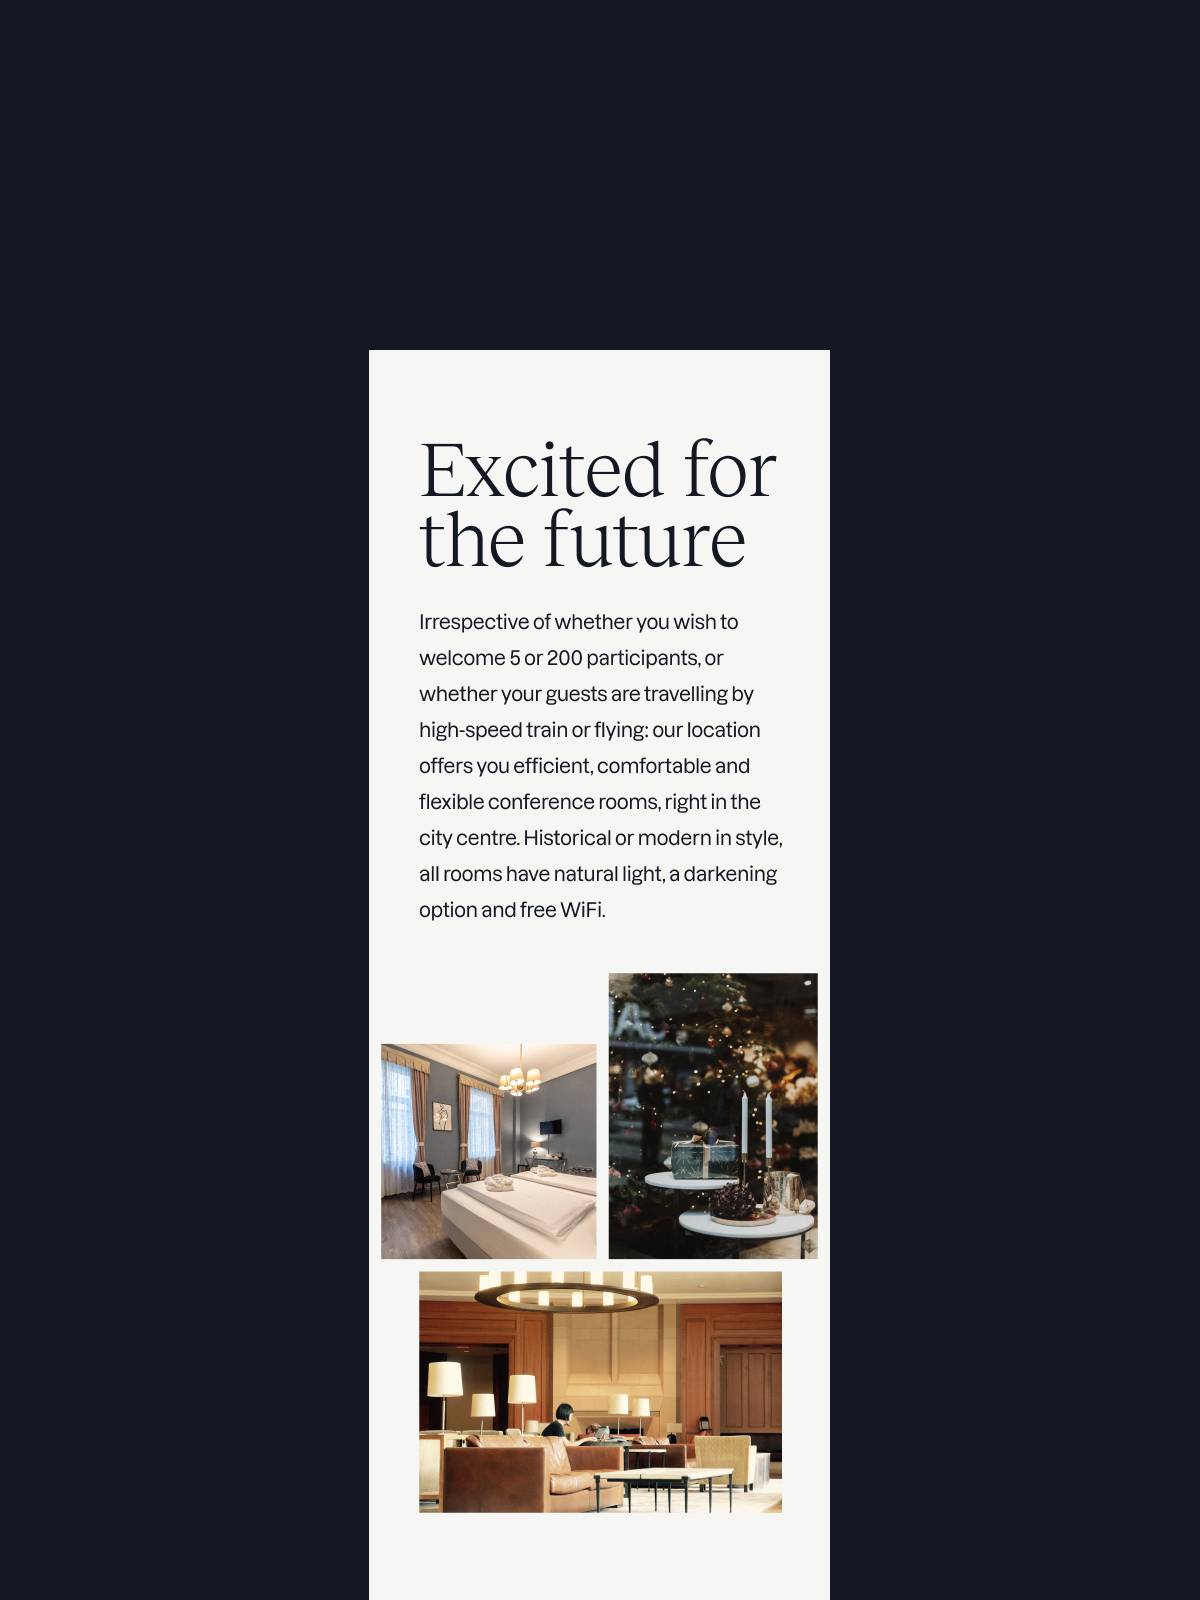 Excited for
the future
Irrespective of whether you wish to
welcome 5 or 200 participants, or
whether your guests are travelling by
high-speed train or flying: our location
offers you efficient, comfortable and
flexible conference rooms, right in the
city centre. Historical or modern in style,
all rooms have natural light, a darkening
option and free WiFi.